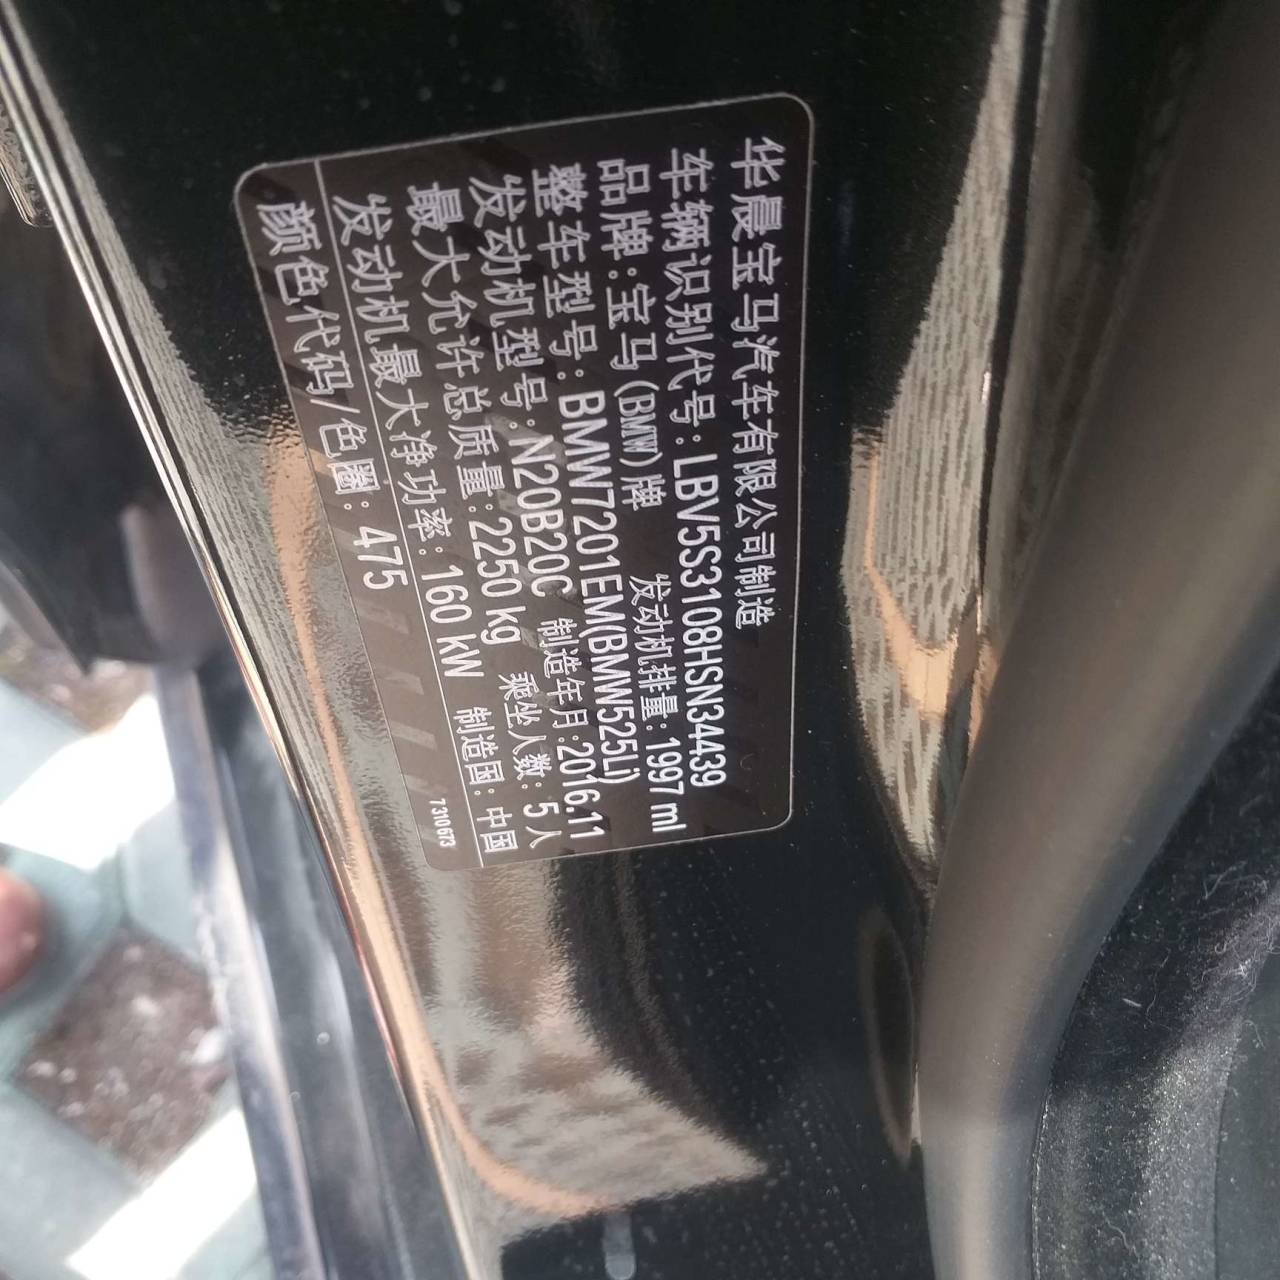 华晨宝马汽车有限公司制造
车辆识别代号:LBV5S3108HSN34439
品牌:宝马(BMW)牌 发动机排量:1997 ml
整车型号:BMW7201EM(BMW525Li)
发动机型号:N20B20C 制造年月:2016.11
最大允许总质量:2250 kg 乘坐人数:5人
发动机最大净功率:160 kW 制造国:中国
颜色代码/色圈:475
7310673